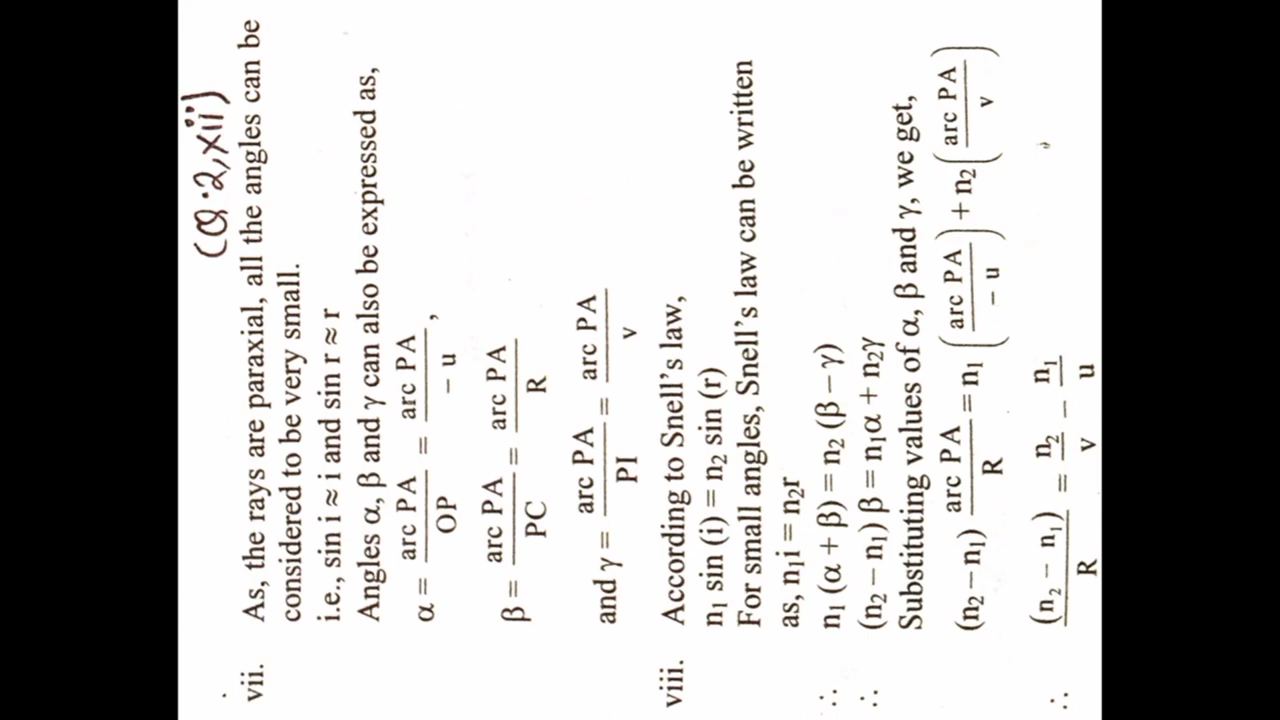 (Q.2, xii)
vii. As, the rays are paraxial, all the angles can be
considered to be very small.
i.e., sin i ≈ i and sin r ≈ r
Angles α, β and γ can also be expressed as,
α = arc PA / OP = arc PA / – u ,
β = arc PA / PC = arc PA / R
and γ = arc PA / PI = arc PA / v
viii. According to Snell's law,
n₁ sin (i) = n₂ sin (r)
For small angles, Snell's law can be written
as, n₁i = n₂r
∴ n₁ (α + β) = n₂ (β – γ)
∴ (n₂ – n₁) β = n₁α + n₂γ
Substituting values of α, β and γ, we get,
(n₂ – n₁) arc PA / R = n₁ (arc PA / – u) + n₂ (arc PA / v)
∴ (n₂ – n₁) / R = n₂ / v – n₁ / u